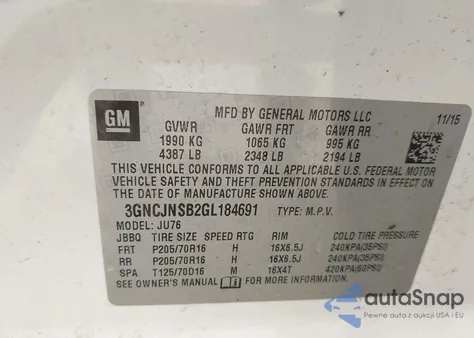 GM
MFD BY GENERAL MOTORS LLC 11/15
GVWR GAWR FRT GAWR RR
1990 KG 1065 KG 995 KG
4387 LB 2348 LB 2194 LB
THIS VEHICLE CONFORMS TO ALL APPLICABLE U.S. FEDERAL MOTOR
VEHICLE SAFETY AND THEFT PREVENTION STANDARDS IN EFFECT ON
THE DATE OF MANUFACTURE SHOWN ABOVE.
3GNCJNSB2GL184691 TYPE: M.P.V.
MODEL: JU76
JBBQ TIRE SIZE SPEED RTG RIM COLD TIRE PRESSURE
FRT P205/70R16 H 16X6.5J 240KPA(35PSI)
RR P205/70R16 H 16X6.5J 240KPA(35PSI)
SPA T125/70D16 M 16X4T 420KPA(60PSI)
SEE OWNER'S MANUAL FOR MORE INFORMATION.
autoSnap
Pewne auta z aukcji USA i EU